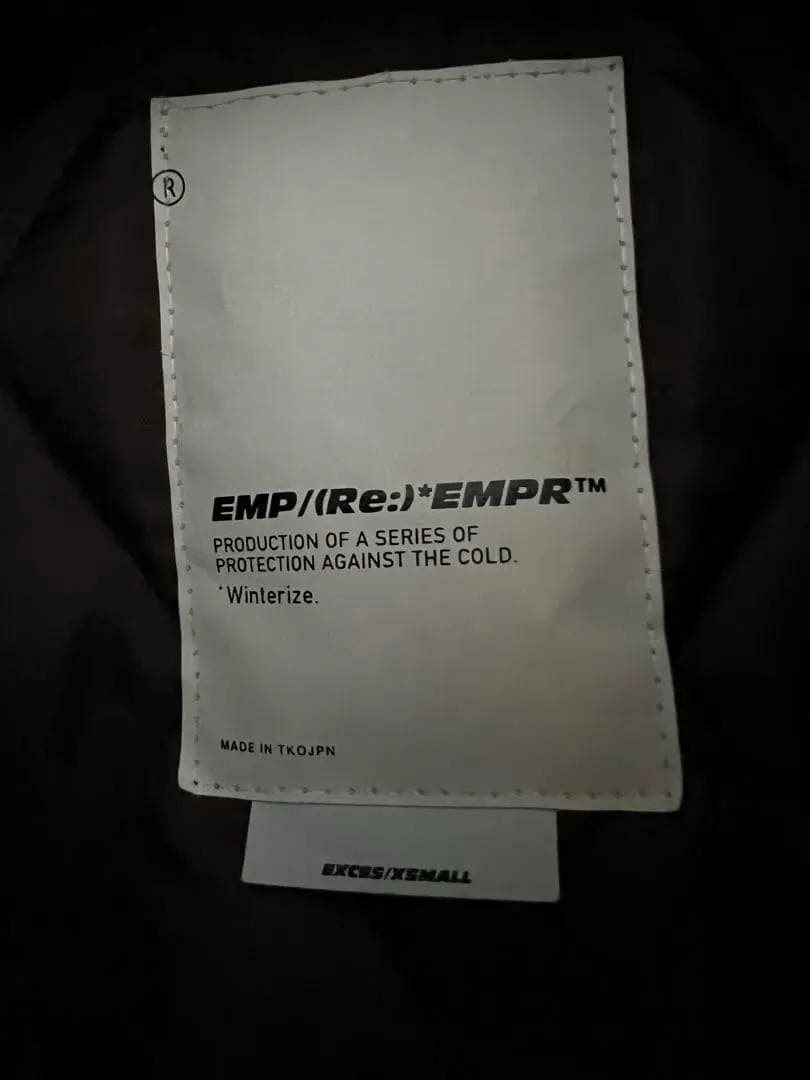 ®
EMP/(Re:)*EMPR™
PRODUCTION OF A SERIES OF
PROTECTION AGAINST THE COLD.
*Winterize.
MADE IN TKOJPN
EXCES/XSMALL